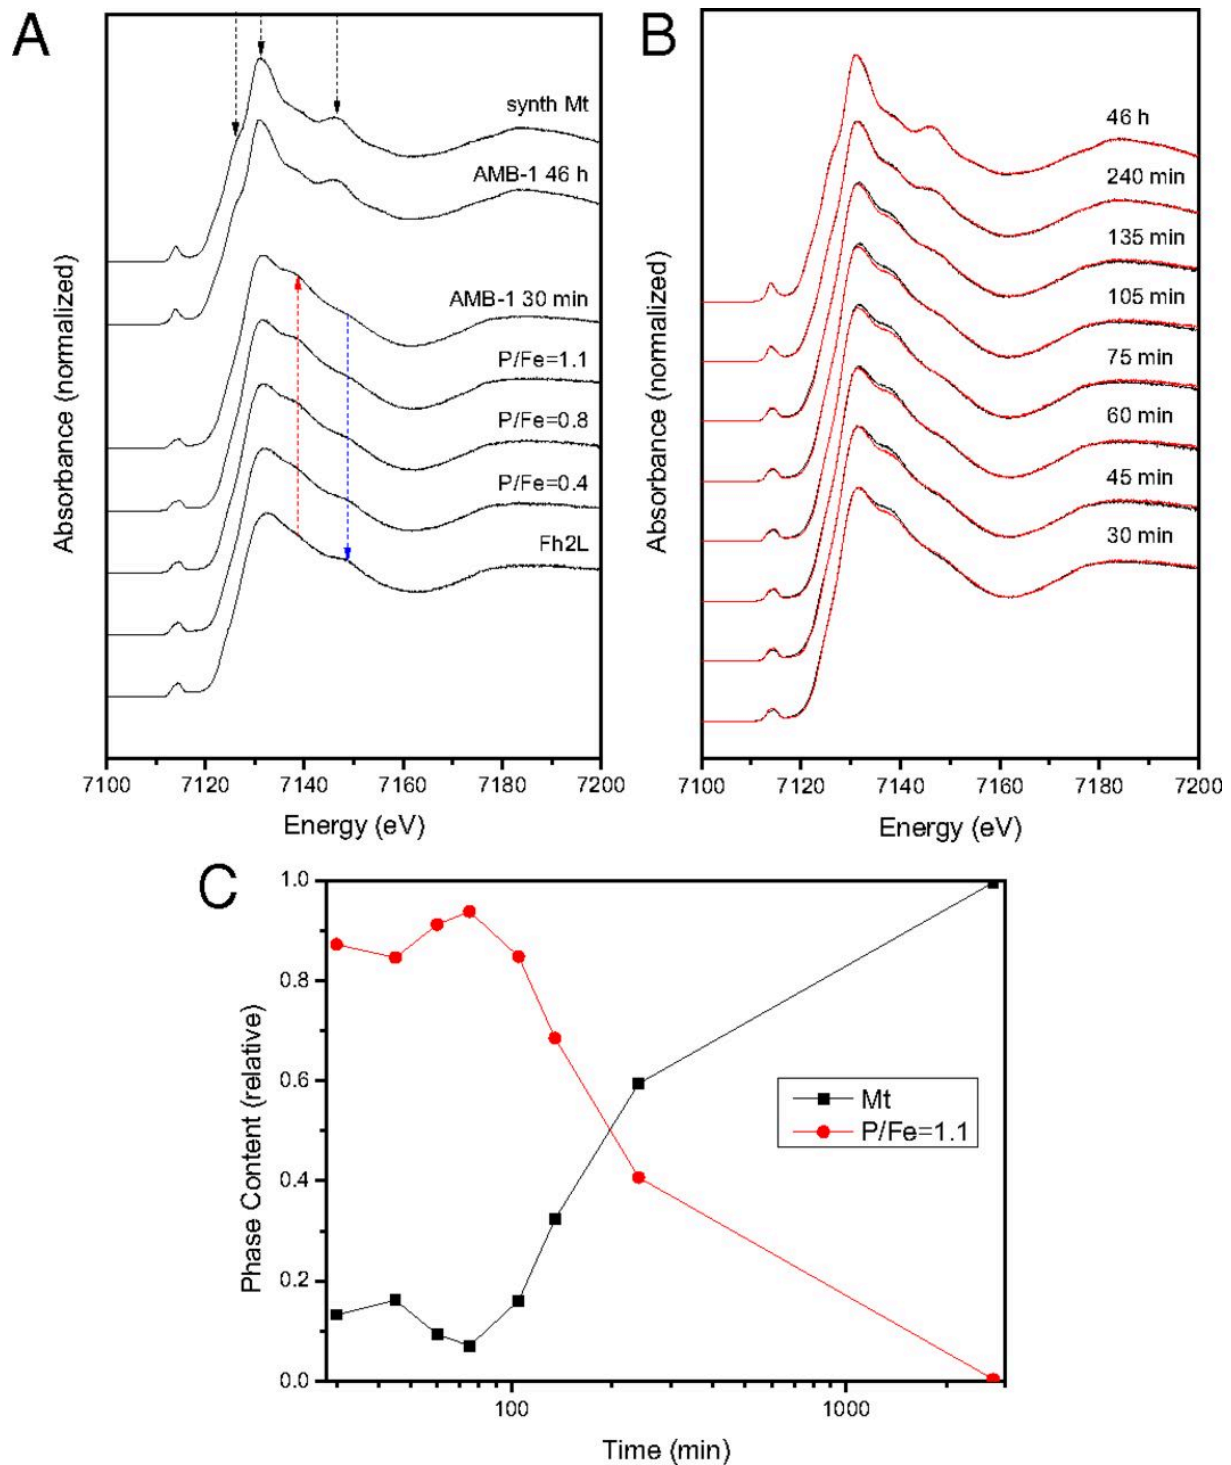 A
synth Mt
AMB-1 46 h
AMB-1 30 min
P/Fe=1.1
P/Fe=0.8
P/Fe=0.4
Fh2L
Absorbance (normalized)
7100 7120 7140 7160 7180 7200
Energy (eV)
B
46 h
240 min
135 min
105 min
75 min
60 min
45 min
30 min
Absorbance (normalized)
7100 7120 7140 7160 7180 7200
Energy (eV)
C
1.0
0.8
0.6
0.4
0.2
0.0
Phase Content (relative)
Mt
P/Fe=1.1
100 1000
Time (min)